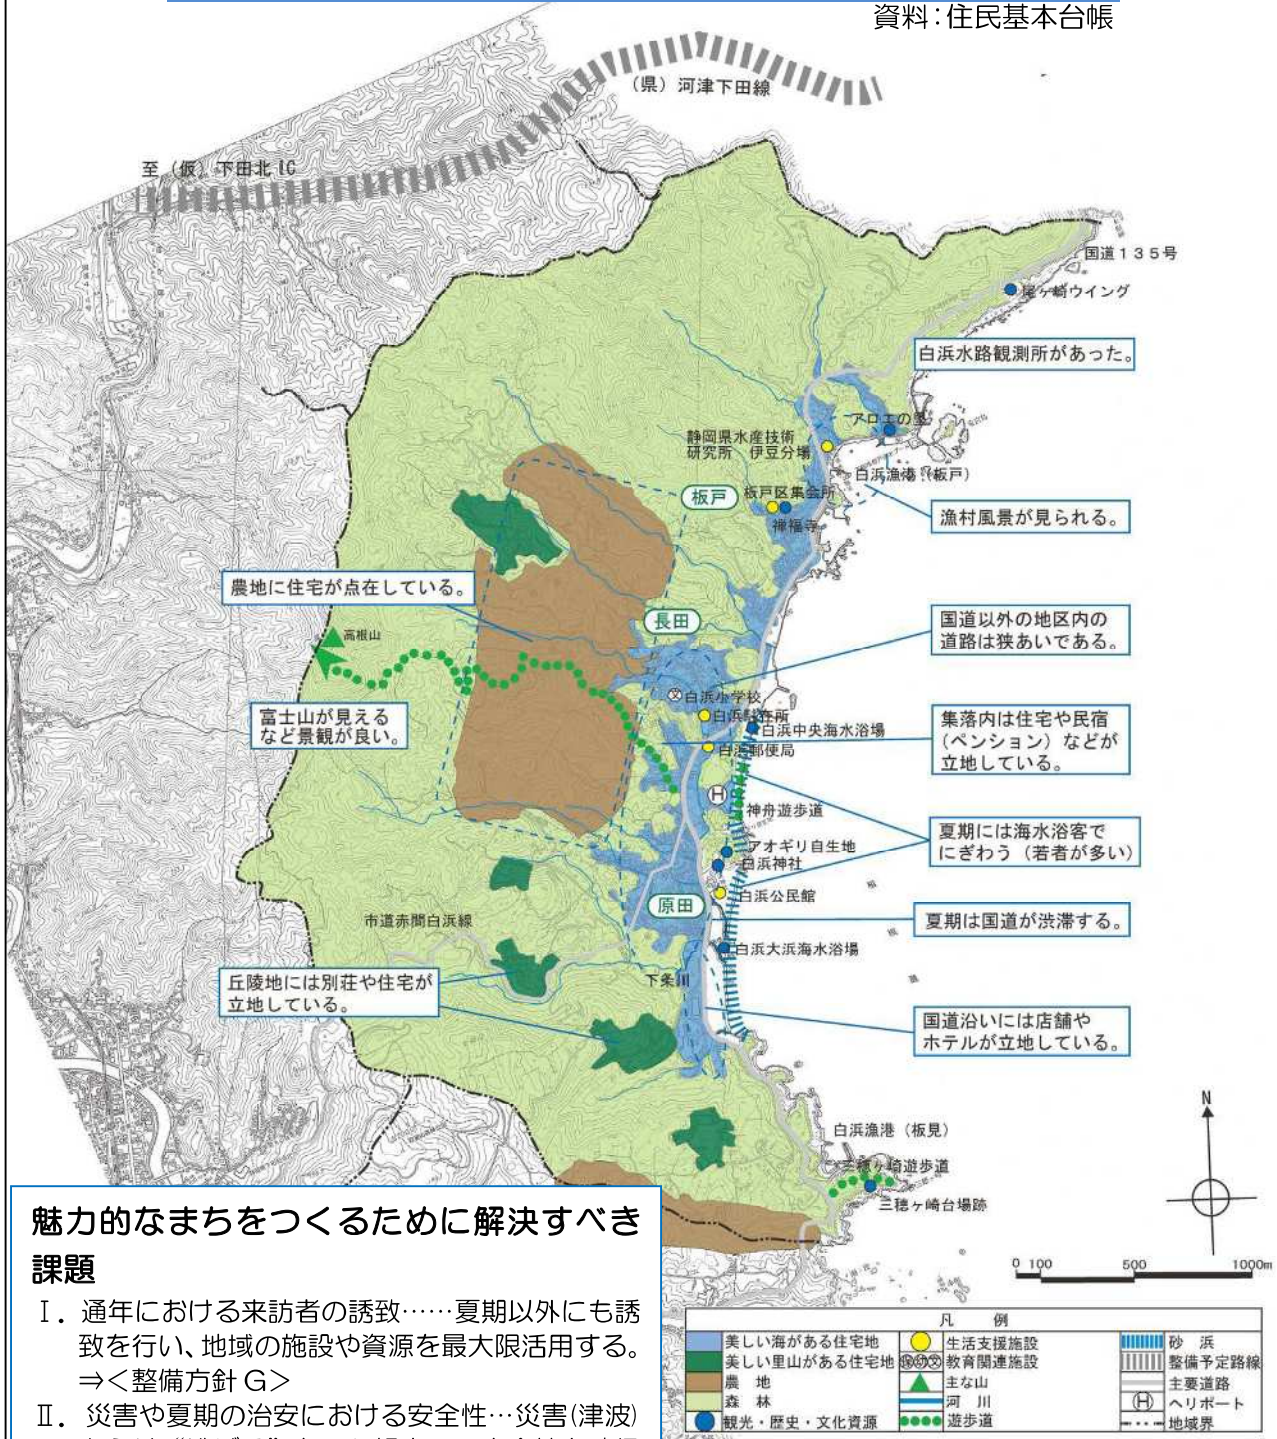 資料：住民基本台帳
（県）河津下田線
至（仮）下田北IC
国道１３５号
尾ヶ崎ウイング
白浜水路観測所があった。
アロエの里
静岡県水産技術
研究所　伊豆分場
白浜漁港（板戸）
板戸
板戸区集会所
禅福寺
漁村風景が見られる。
農地に住宅が点在している。
長田
国道以外の地区内の
道路は狭あいである。
高根山
白浜小学校
白浜駐在所
白浜中央海水浴場
白浜郵便局
富士山が見える
など景観が良い。
集落内は住宅や民宿
（ペンション）などが
立地している。
H
神舟遊歩道
夏期には海水浴客で
にぎわう（若者が多い）
アオギリ自生地
白浜神社
白浜公民館
原田
夏期は国道が渋滞する。
市道赤間白浜線
白浜大浜海水浴場
下条川
丘陵地には別荘や住宅が
立地している。
国道沿いには店舗や
ホテルが立地している。
N
白浜漁港（板見）
三穂ヶ崎遊歩道
三穂ヶ崎台場跡
0 100 500 1000m
魅力的なまちをつくるために解決すべき
課題
Ⅰ．通年における来訪者の誘致……夏期以外にも誘
致を行い、地域の施設や資源を最大限活用する。
⇒＜整備方針 G＞
Ⅱ．災害や夏期の治安における安全性…災害(津波)
凡　例
美しい海がある住宅地 生活支援施設 砂　浜
美しい里山がある住宅地 保幼文 教育関連施設 整備予定路線
農　地 主な山 主要道路
森　林 河　川 H ヘリポート
観光・歴史・文化資源 遊歩道 地域界